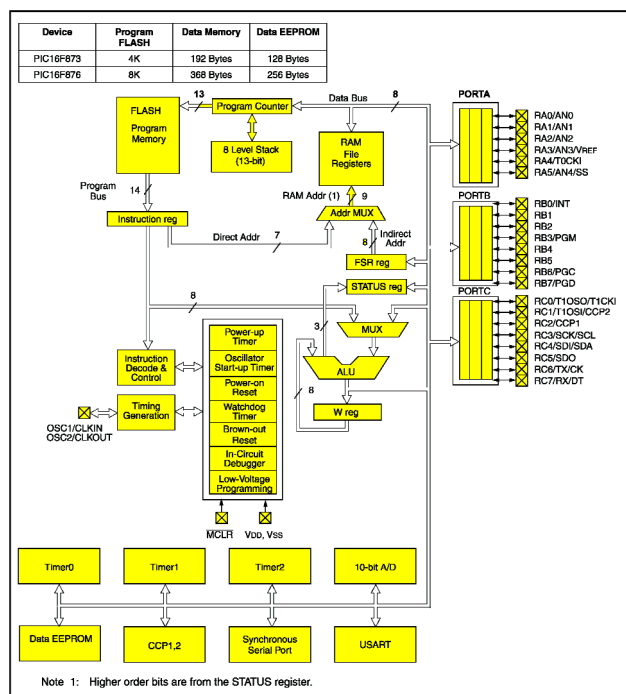 Device Program FLASH Data Memory Data EEPROM
PIC16F873 4K 192 Bytes 128 Bytes
PIC16F876 8K 368 Bytes 256 Bytes
13
Data Bus
8
PORTA
FLASH
Program
Memory
Program Counter
8 Level Stack
(13-bit)
RAM
File
Registers
RA0/AN0
RA1/AN1
RA2/AN2
RA3/AN3/VREF
RA4/T0CKI
RA5/AN4/SS
Program
Bus
14
RAM Addr (1)
9
PORTB
Instruction reg
Addr MUX
RB0/INT
RB1
RB2
RB3/PGM
RB4
RB5
RB6/PGC
RB7/PGD
Direct Addr
7
8
Indirect
Addr
FSR reg
STATUS reg
8
PORTC
RC0/T1OSO/T1CKI
RC1/T1OSI/CCP2
RC2/CCP1
RC3/SCK/SCL
RC4/SDI/SDA
RC5/SDO
RC6/TX/CK
RC7/RX/DT
3
MUX
Power-up
Timer
Instruction
Decode &
Control
Oscillator
Start-up Timer
ALU
Power-on
Reset
8
Timing
Generation
Watchdog
Timer
W reg
OSC1/CLKIN
OSC2/CLKOUT
Brown-out
Reset
In-Circuit
Debugger
Low-Voltage
Programming
MCLR
VDD, VSS
Timer0
Timer1
Timer2
10-bit A/D
Data EEPROM
CCP1,2
Synchronous
Serial Port
USART
Note 1: Higher order bits are from the STATUS register.